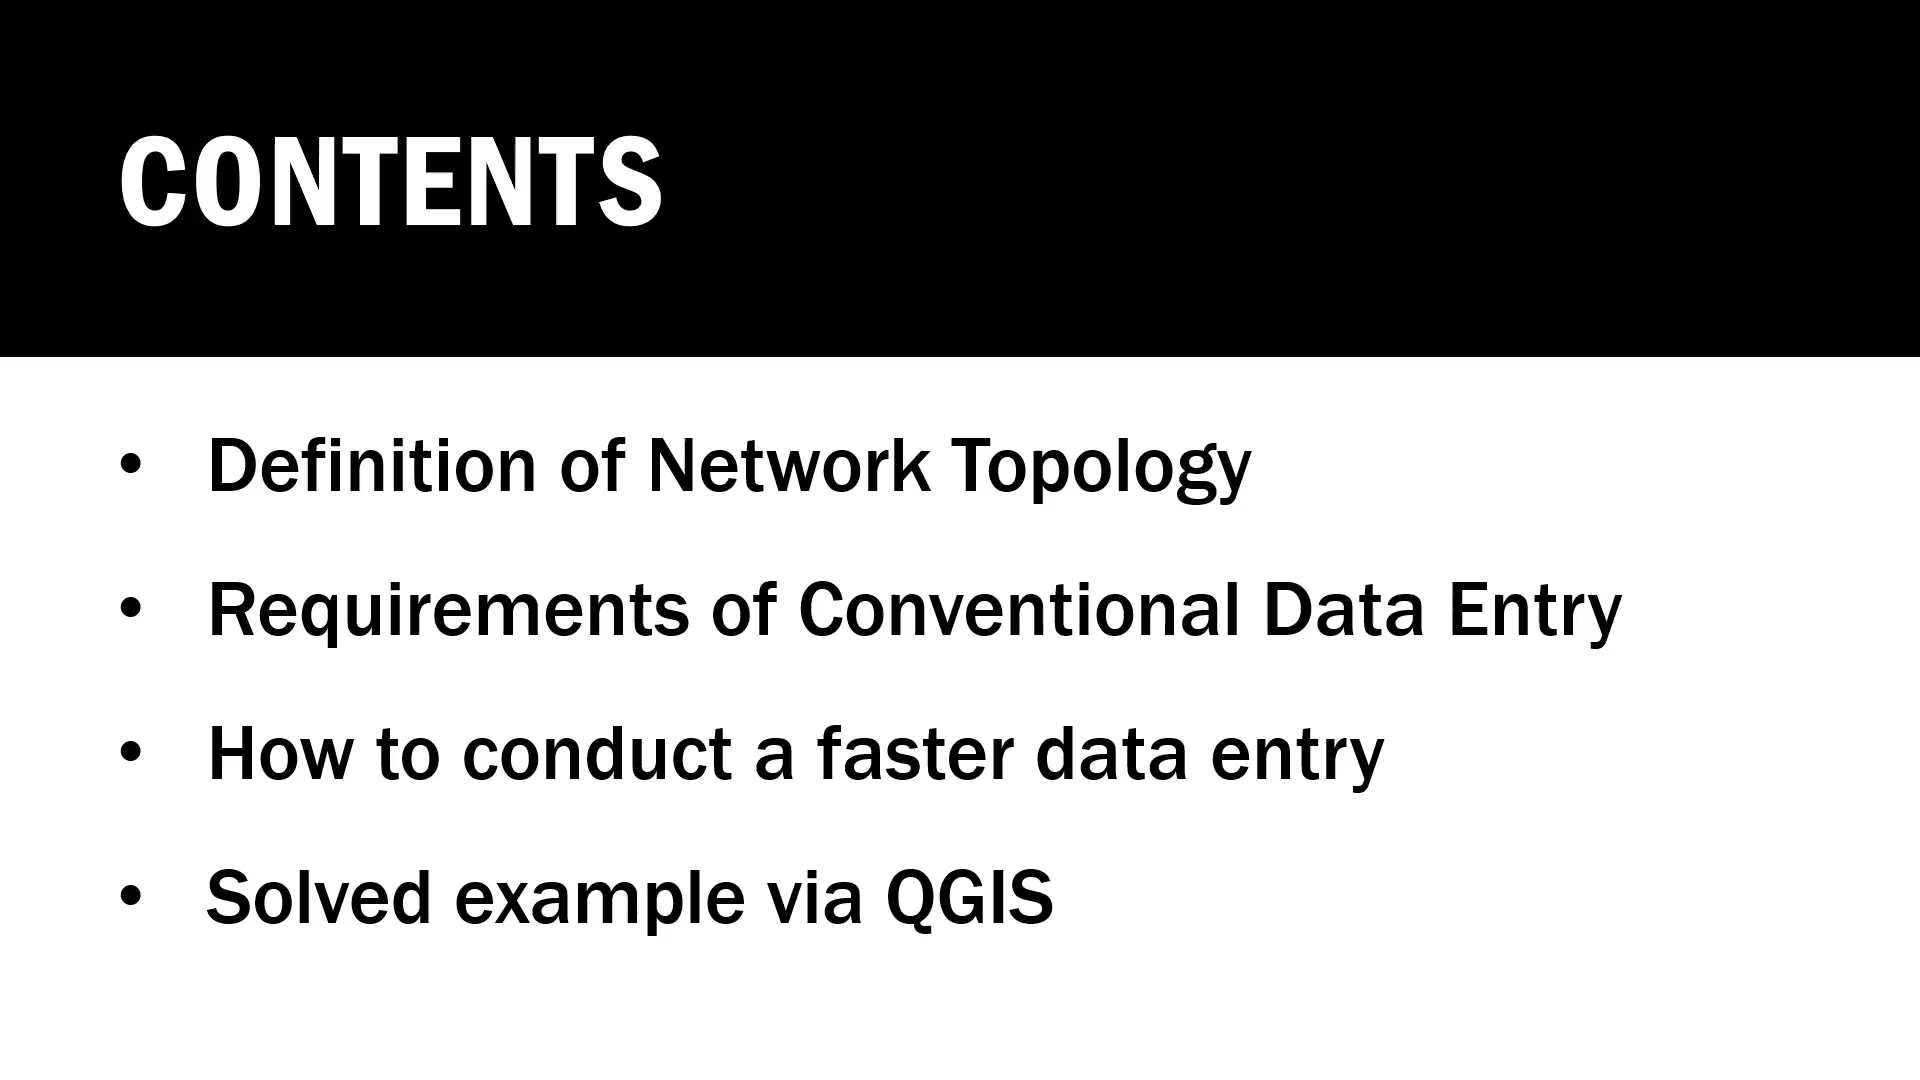 CONTENTS
• Definition of Network Topology
• Requirements of Conventional Data Entry
• How to conduct a faster data entry
• Solved example via QGIS